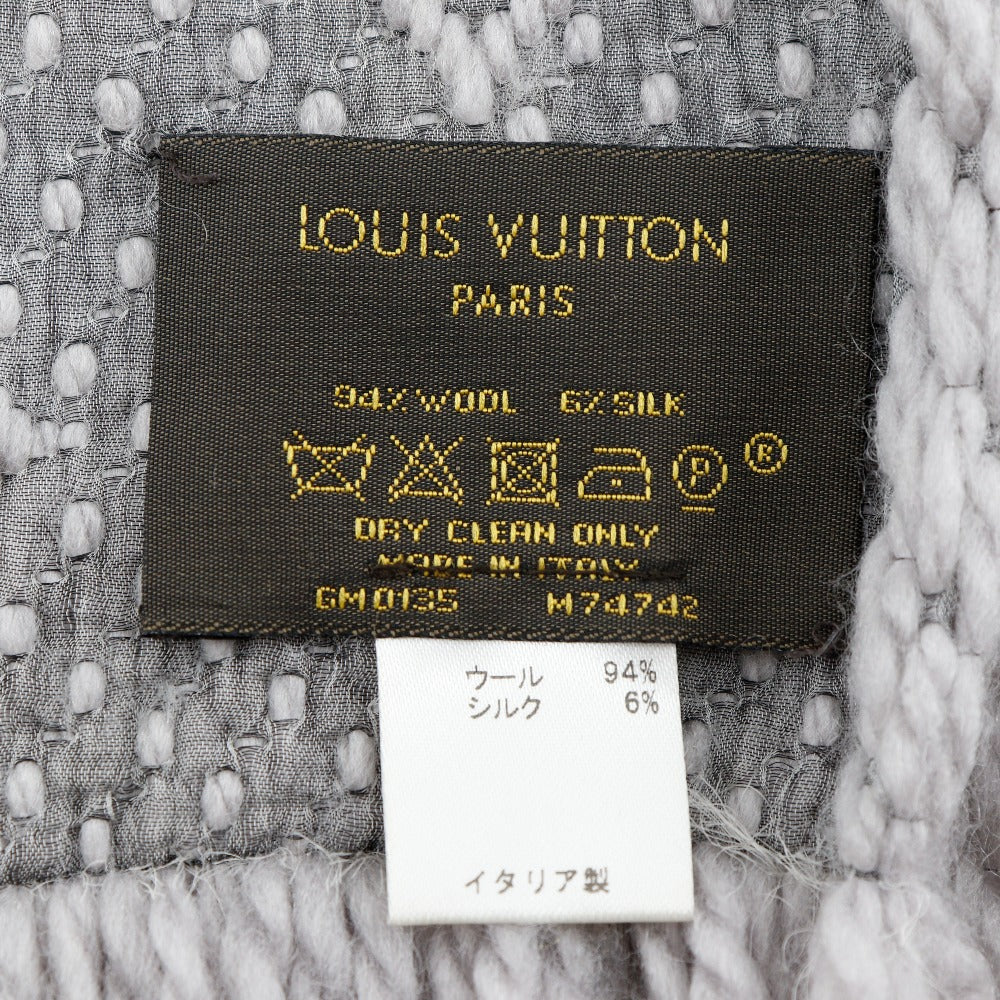 LOUIS VUITTON
PARIS
94% WOOL 6% SILK
P ®
DRY CLEAN ONLY
MADE IN ITALY
GM0135 M74742
ウール 94%
シルク 6%
イタリア製